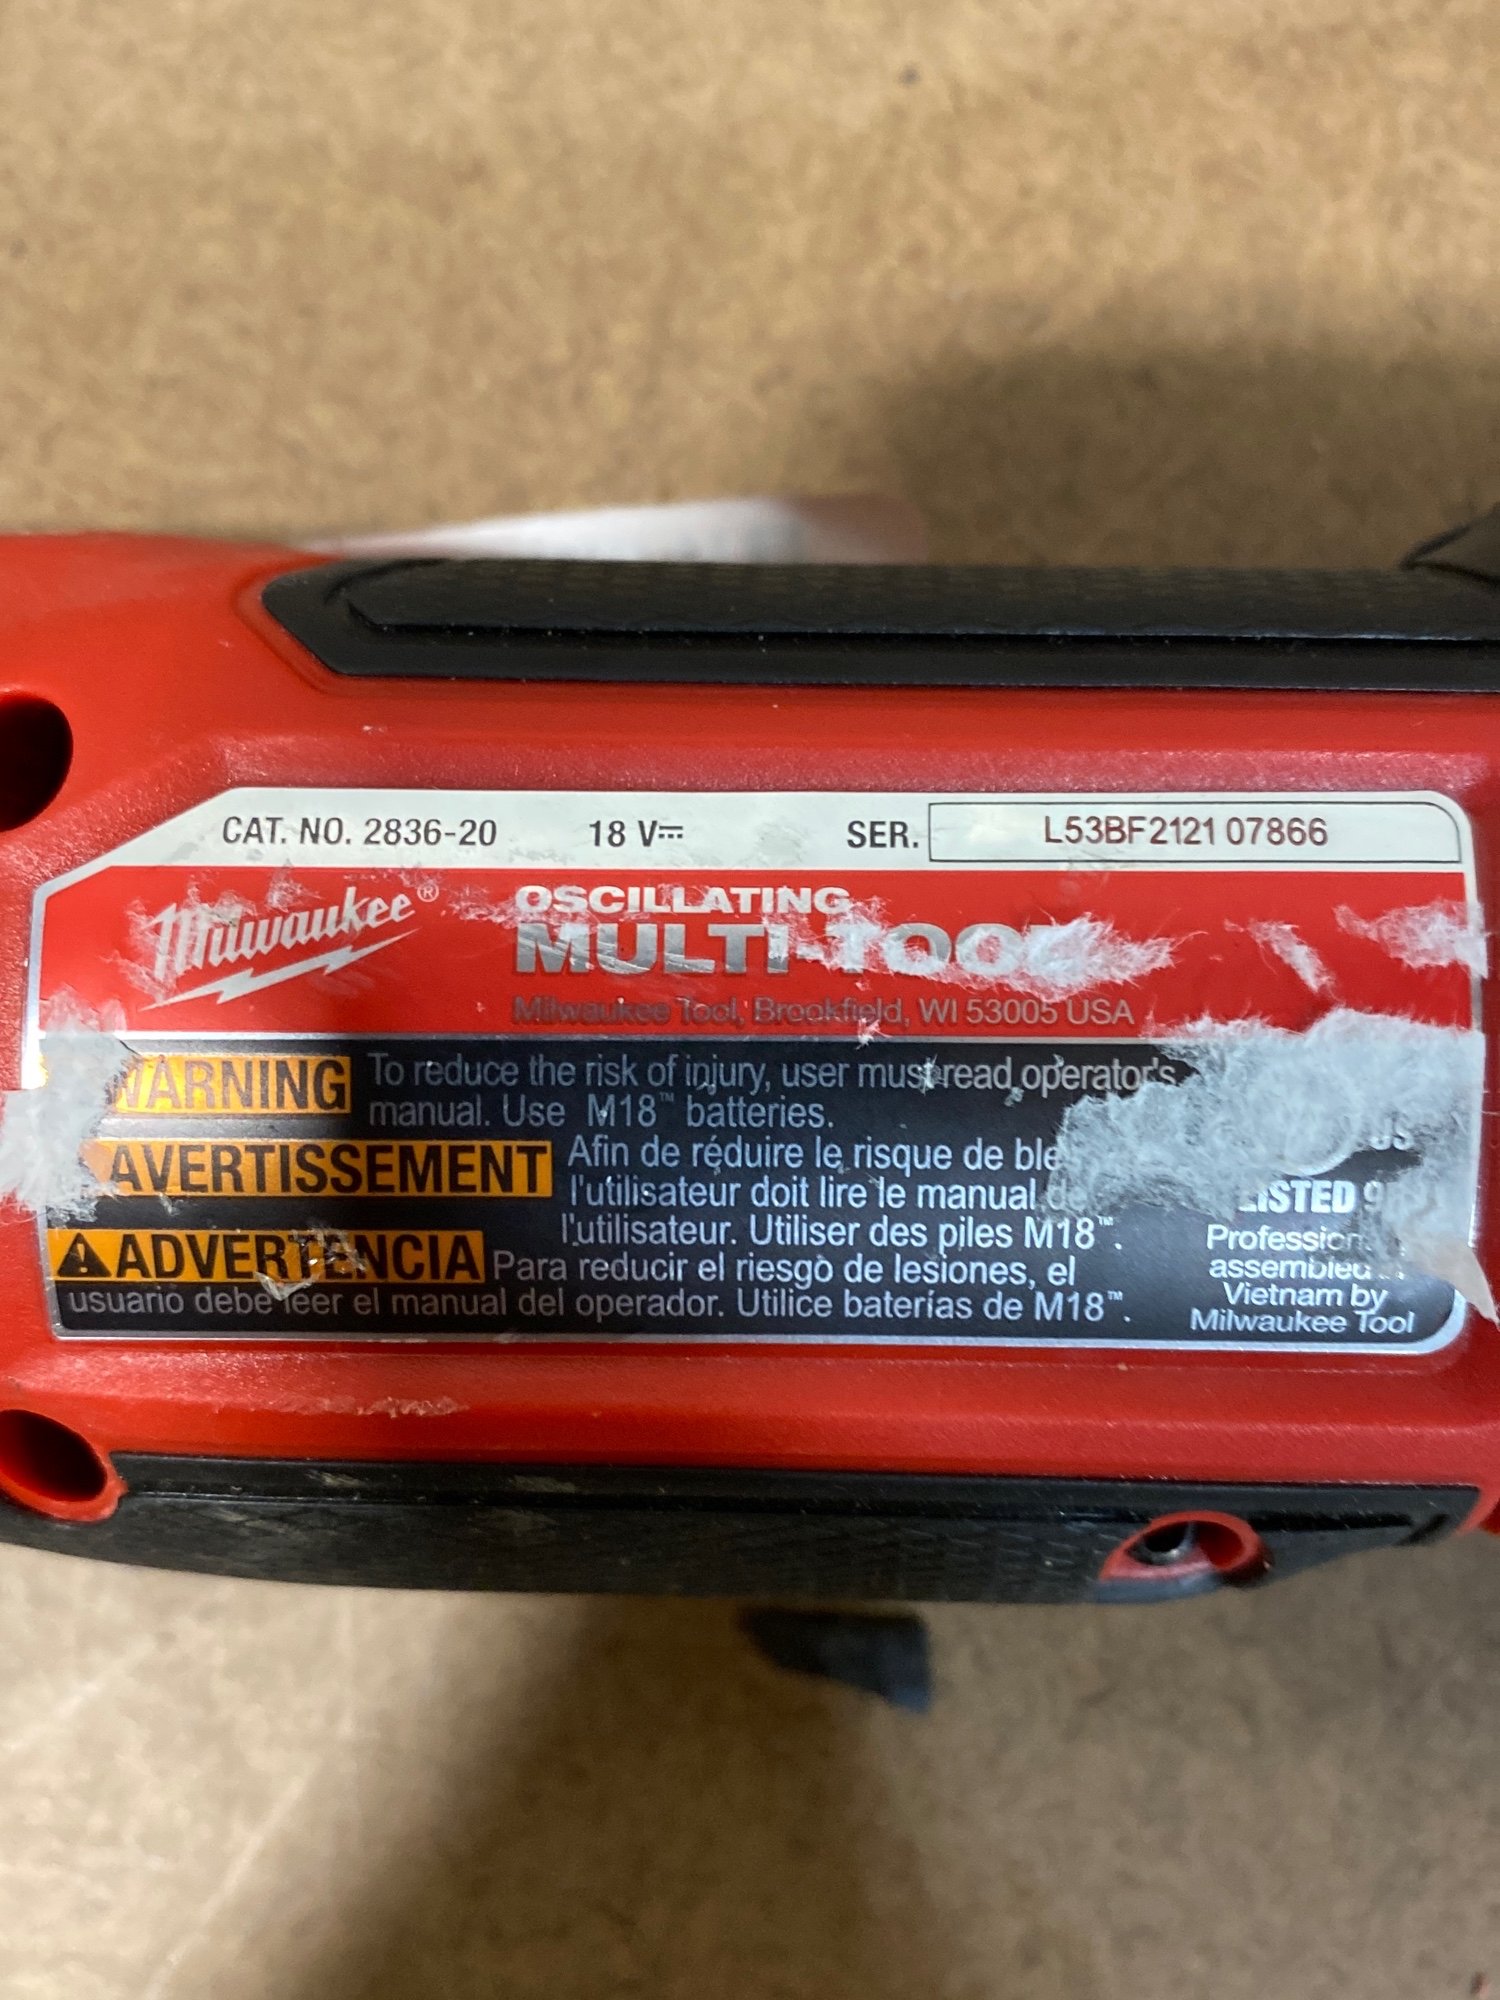 CAT. NO. 2836-20 18 V⎓ SER. L53BF2121 07866
Milwaukee®
OSCILLATING
MULTI-TOOL
Milwaukee Tool, Brookfield, WI 53005 USA
WARNING To reduce the risk of injury, user must read operator's
manual. Use M18™ batteries.
AVERTISSEMENT Afin de réduire le risque de
l'utilisateur doit lire le manual de
l'utilisateur. Utiliser des piles M18™.
ADVERTENCIA Para reducir el riesgo de lesiones, el
usuario debe leer el manual del operador. Utilice baterías de M18™.
US
LISTED
assembled
Vietnam by
Milwaukee Tool